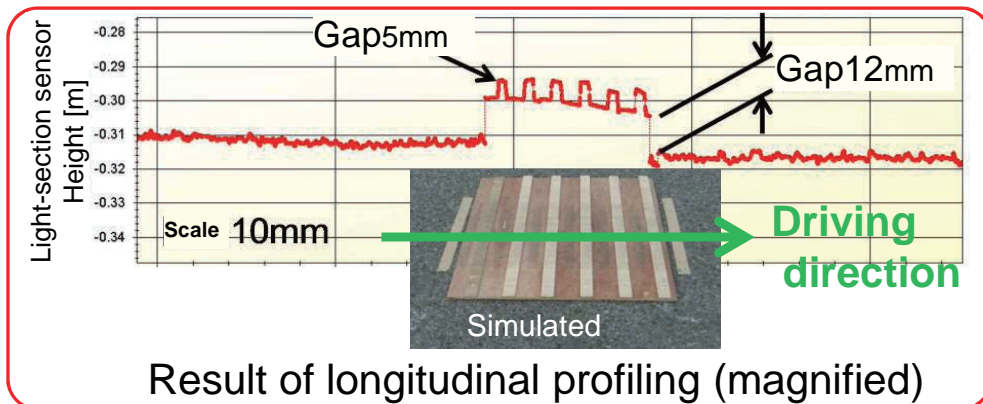 Light-section sensor
Height [m]
-0.28
-0.29
-0.30
-0.31
-0.32
-0.33
-0.34
Gap5mm
Gap12mm
Scale 10mm
Driving
direction
Simulated
Result of longitudinal profiling (magnified)